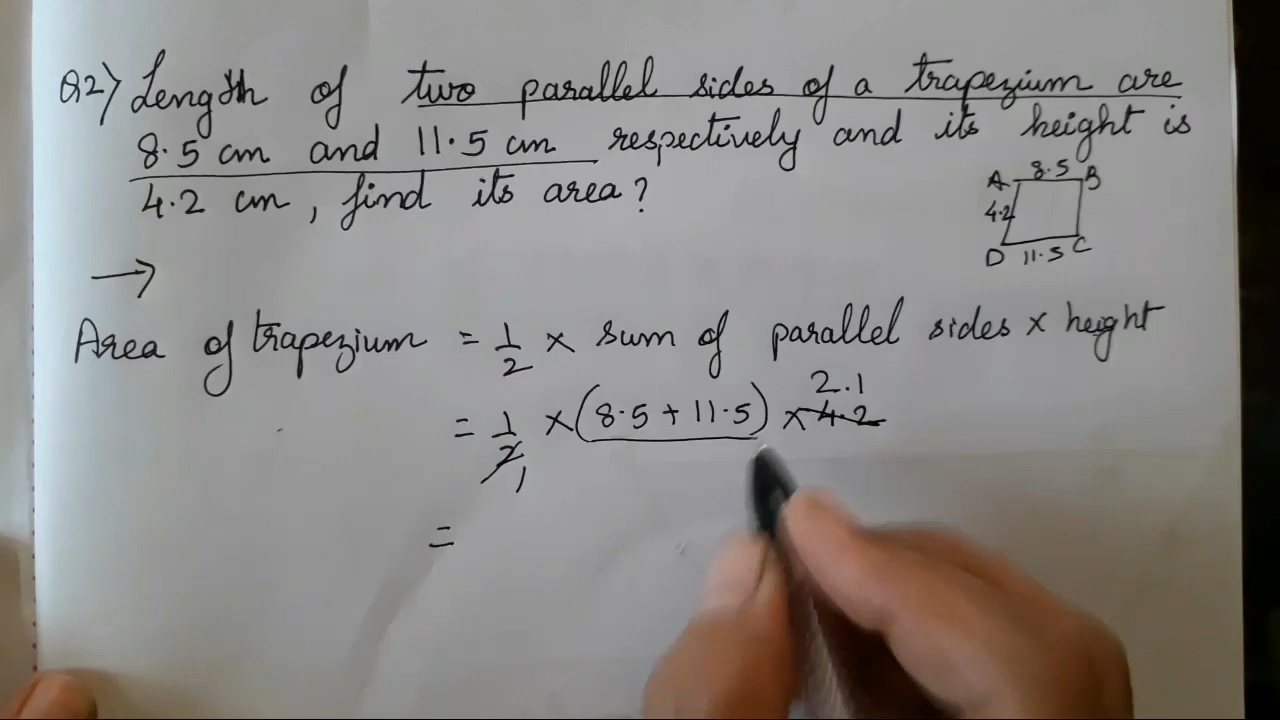 Q2) Length of two parallel sides of a trapezium are
8.5 cm and 11.5 cm respectively and its height is
4.2 cm, find its area?
A 8.5 B
4.2
D 11.5 C
→
Area of trapezium = 1/2 × sum of parallel sides × height
2.1
= 1/2 × (8.5 + 11.5) × 4.2
1
=